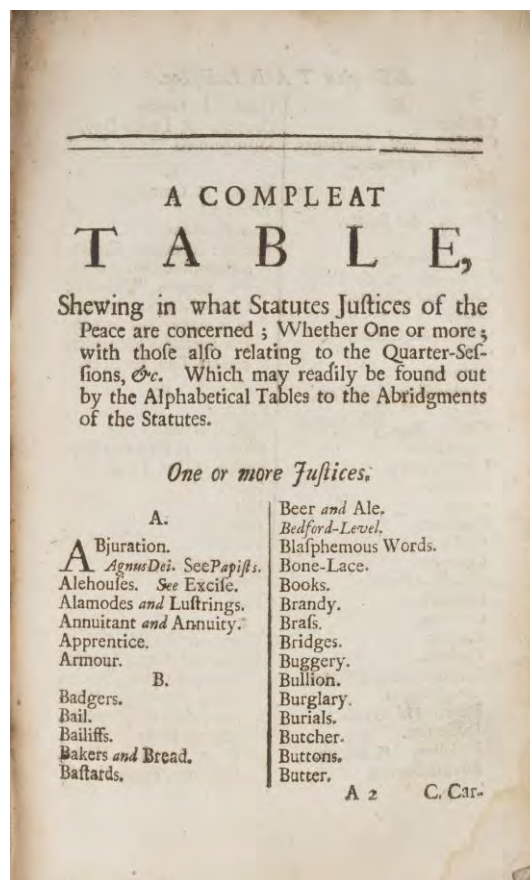 A COMPLEAT
TABLE,
Shewing in what Statutes Juſtices of the
Peace are concerned ; Whether One or more ;
with thoſe alſo relating to the Quarter-Seſ-
ſions, &c. Which may readily be found out
by the Alphabetical Tables to the Abridgments
of the Statutes.
One or more Juſtices.
A.
ABjuration.
AgnusDei. See Papiſts.
Alehouſes. See Exciſe.
Alamodes and Luſtrings.
Annuitant and Annuity.
Apprentice.
Armour.
B.
Badgers.
Bail.
Bailiffs.
Bakers and Bread.
Baſtards.
Beer and Ale.
Bedford-Level.
Blaſphemous Words.
Bone-Lace.
Books.
Brandy.
Braſs.
Bridges.
Buggery.
Bullion.
Burglary.
Burials.
Butcher.
Buttons.
Butter.
A 2 C. Car-